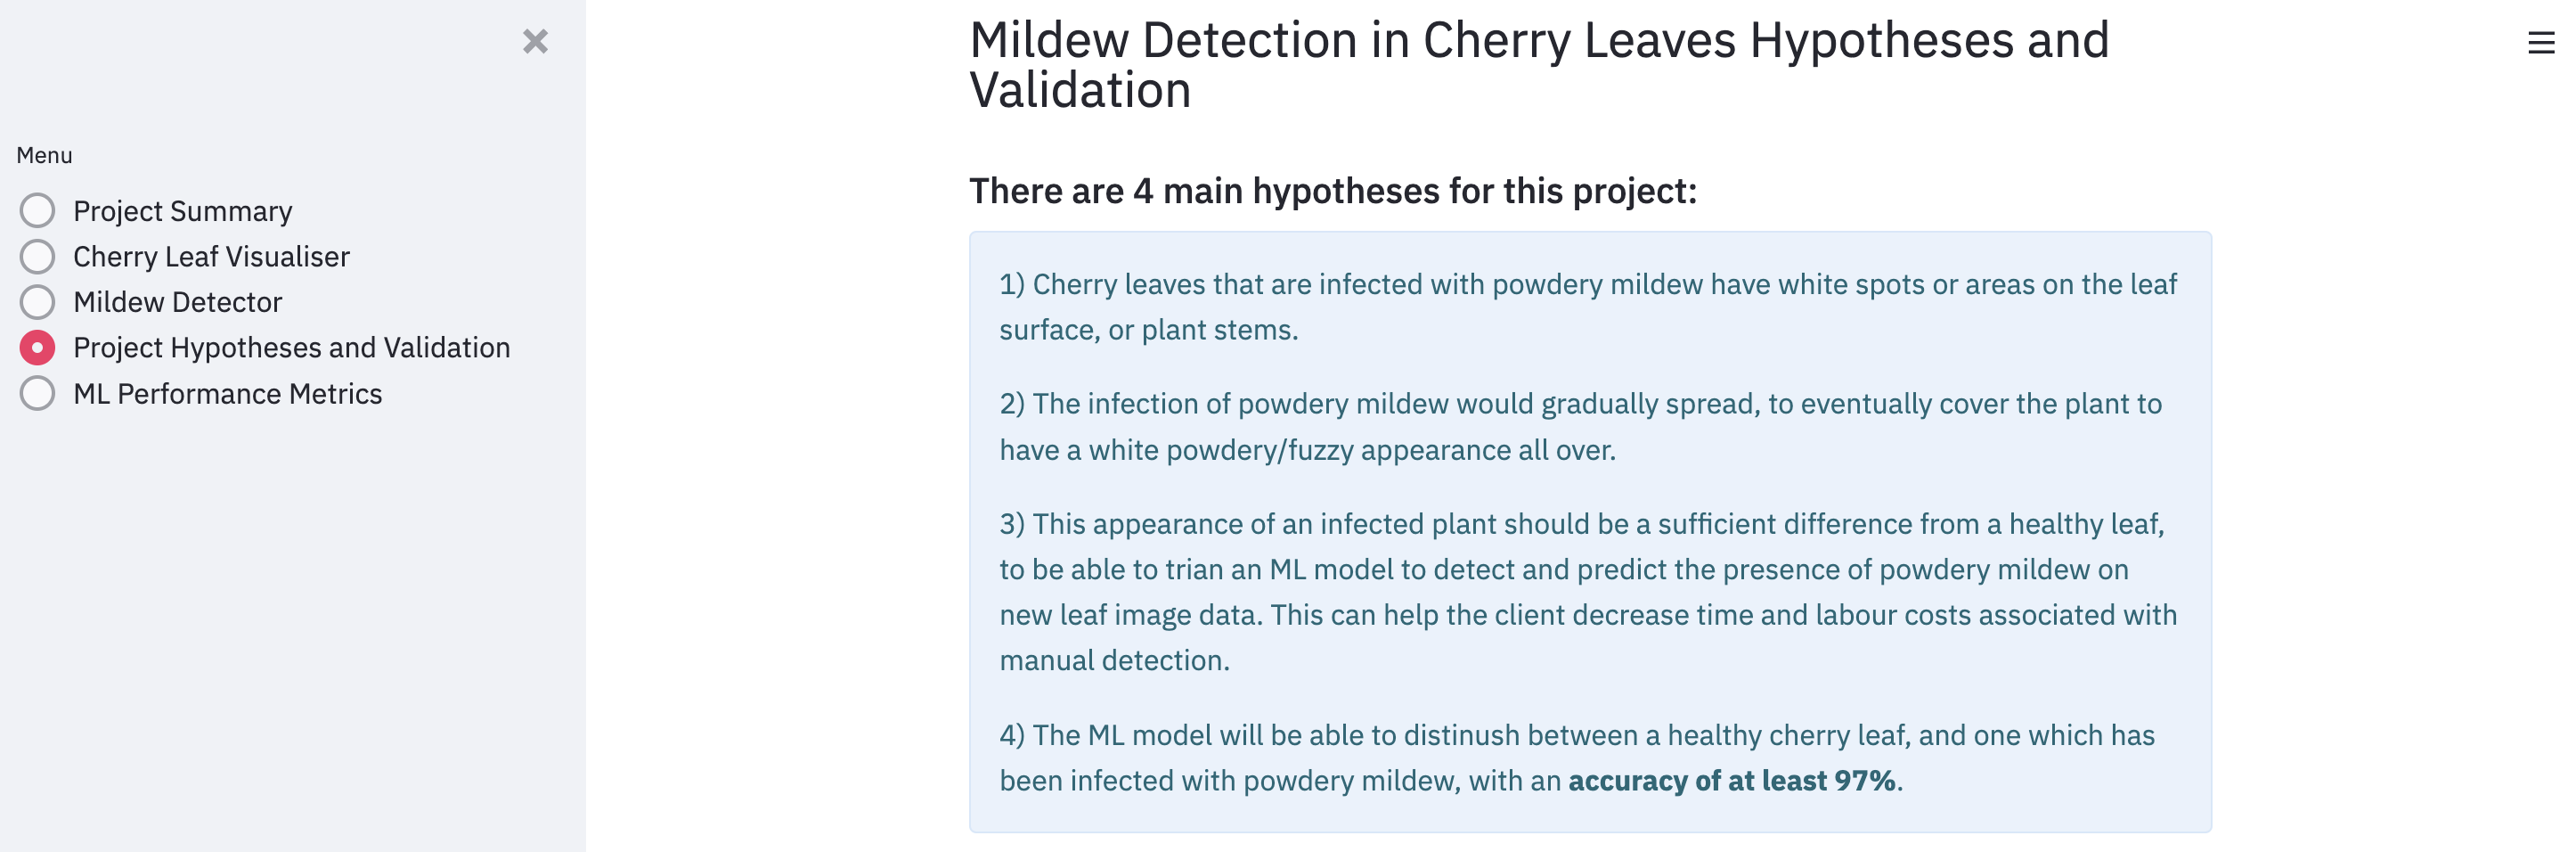 Menu
Project Summary
Cherry Leaf Visualiser
Mildew Detector
Project Hypotheses and Validation
ML Performance Metrics
Mildew Detection in Cherry Leaves Hypotheses and
Validation
There are 4 main hypotheses for this project:
1) Cherry leaves that are infected with powdery mildew have white spots or areas on the leaf
surface, or plant stems.
2) The infection of powdery mildew would gradually spread, to eventually cover the plant to
have a white powdery/fuzzy appearance all over.
3) This appearance of an infected plant should be a sufficient difference from a healthy leaf,
to be able to trian an ML model to detect and predict the presence of powdery mildew on
new leaf image data. This can help the client decrease time and labour costs associated with
manual detection.
4) The ML model will be able to distinush between a healthy cherry leaf, and one which has
been infected with powdery mildew, with an accuracy of at least 97%.